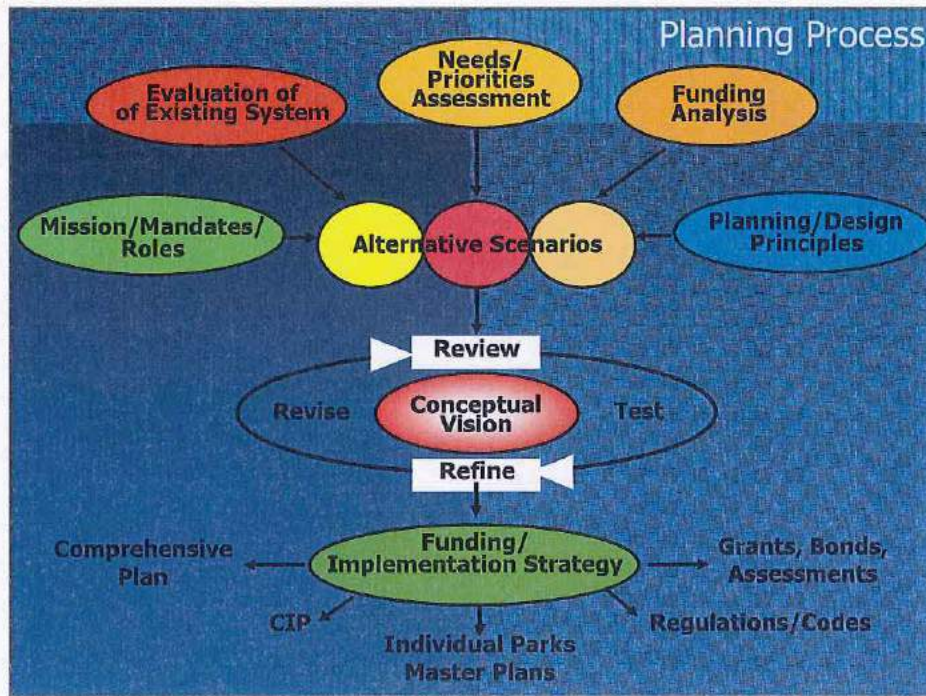 Planning Process
Needs/
Priorities
Assessment
Evaluation of
of Existing System
Funding
Analysis
Mission/Mandates/
Roles
Alternative Scenarios
Planning/Design
Principles
Review
Revise
Conceptual
Vision
Test
Refine
Funding/
Implementation Strategy
Comprehensive
Plan
Grants, Bonds,
Assessments
CIP
Regulations/Codes
Individual Parks
Master Plans